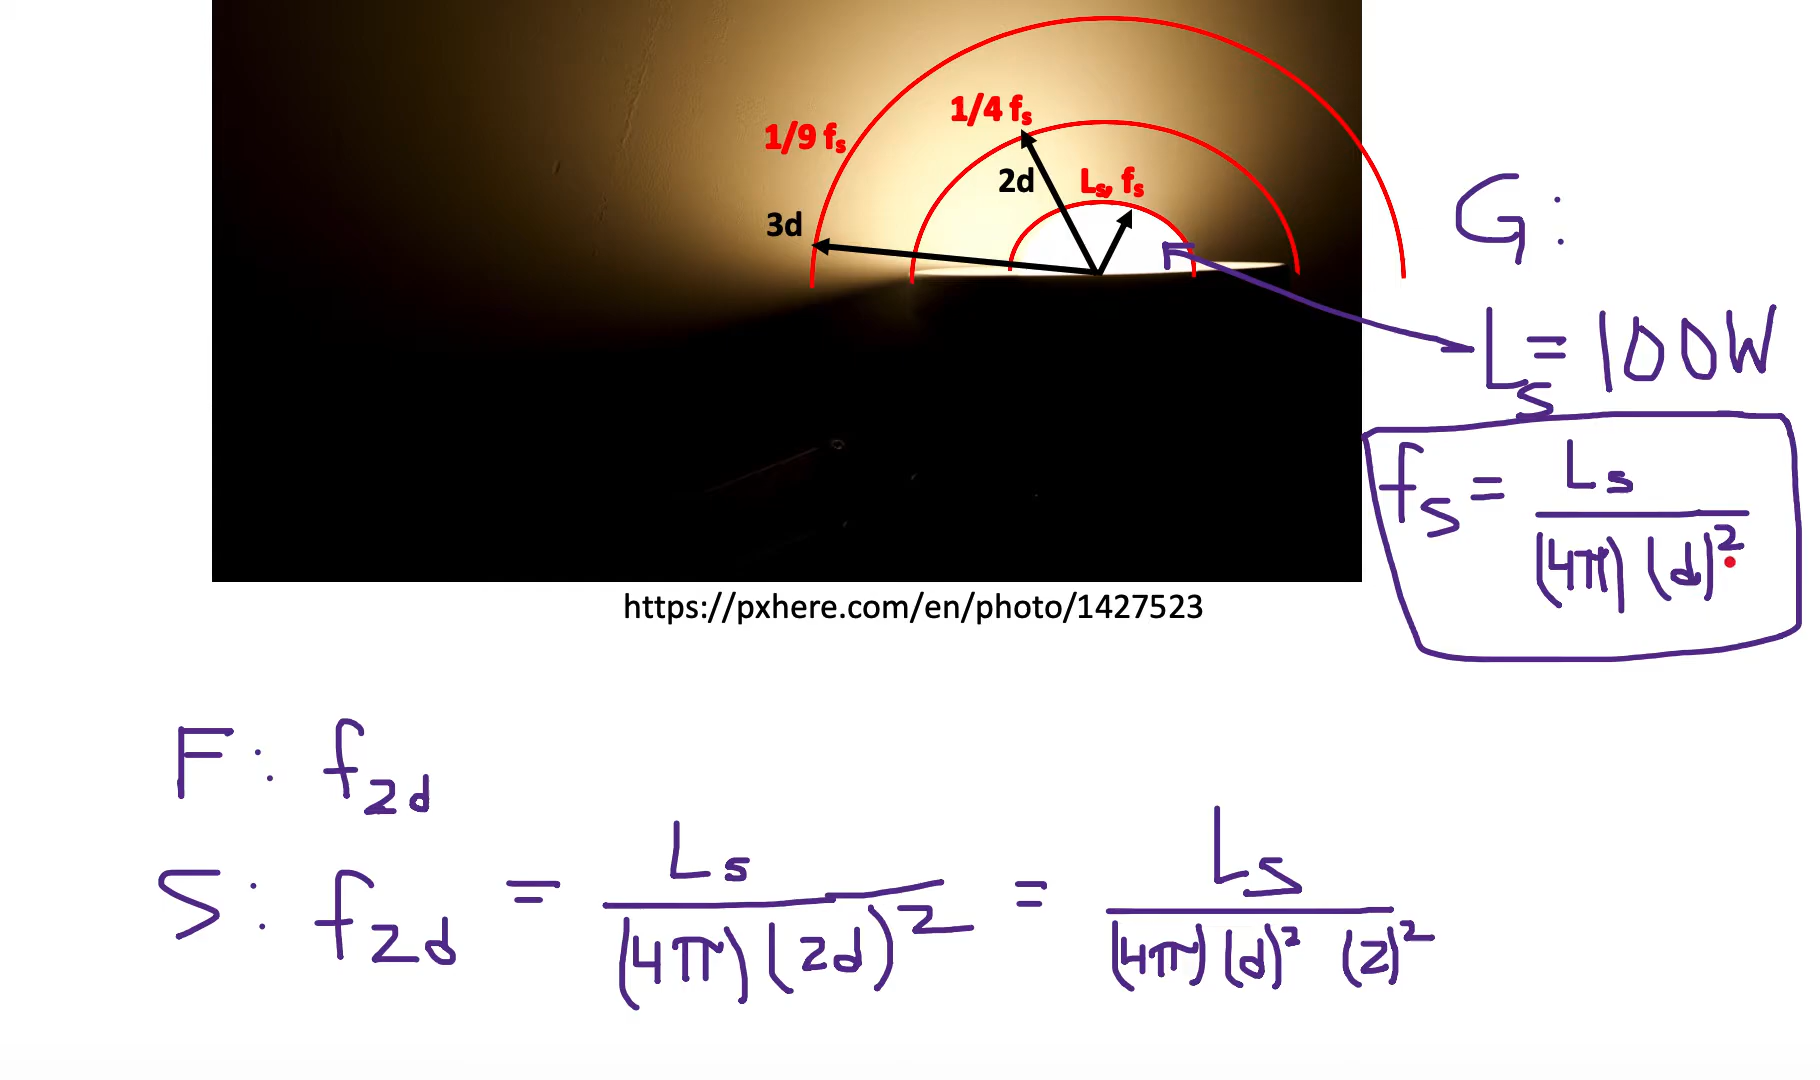 1/9 fₛ
1/4 fₛ
2d
Lₛ, fₛ
3d
G:
Lₛ = 100W
fₛ = Lₛ / (4π) (d)²
https://pxhere.com/en/photo/1427523
F: f₂d
S: f₂d = Lₛ / (4π) (2d)² = Lₛ / (4π) (d)² (2)²